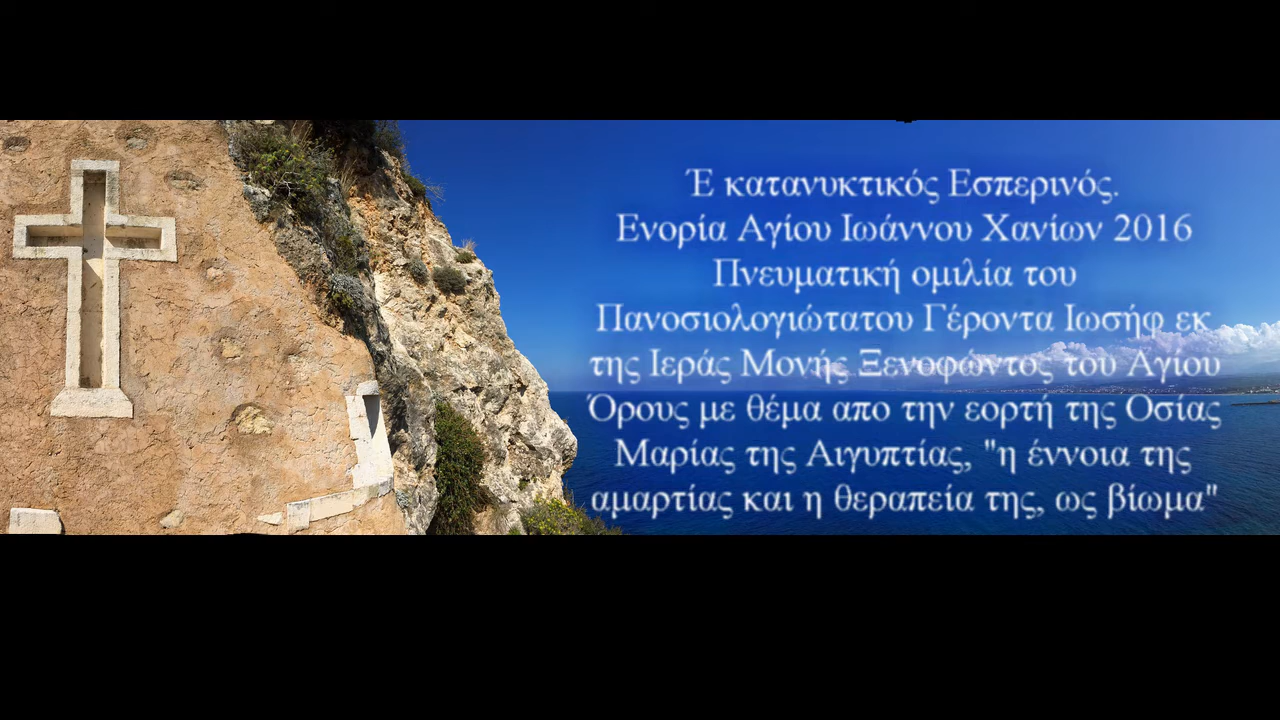 Έ κατανυκτικός Εσπερινός.
Ενορία Αγίου Ιωάννου Χανίων 2016
Πνευματική ομιλία του
Πανοσιολογιώτατου Γέροντα Ιωσήφ εκ
της Ιεράς Μονής Ξενοφώντος του Αγίου
Όρους με θέμα απο την εορτή της Οσίας
Μαρίας της Αιγυπτίας, "η έννοια της
αμαρτίας και η θεραπεία της, ως βίωμα"